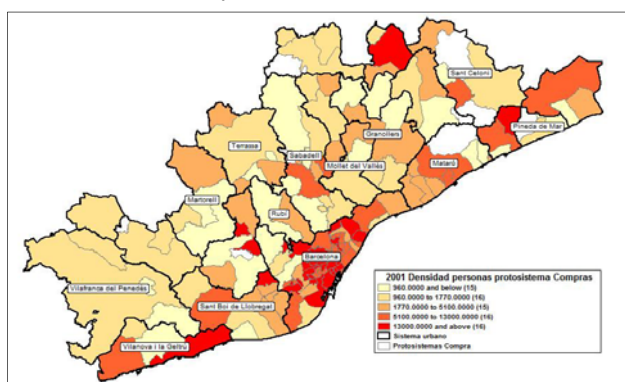 Sant Celoni
Pineda de Mar
Granollers
Terrassa
Sabadell
Mollet del Vallés
Mataró
Martorell
Rubí
Barcelona
Vilafranca del Penedés
Sant Boi de Llobregat
Vilanova i la Geltrú
2001 Densidad personas protosistema Compras
960.0000 and below (15)
960.0000 to 1770.0000 (16)
1770.0000 to 5100.0000 (15)
5100.0000 to 13000.0000 (16)
13000.0000 and above (16)
Sistema urbano
Protosistemas Compra